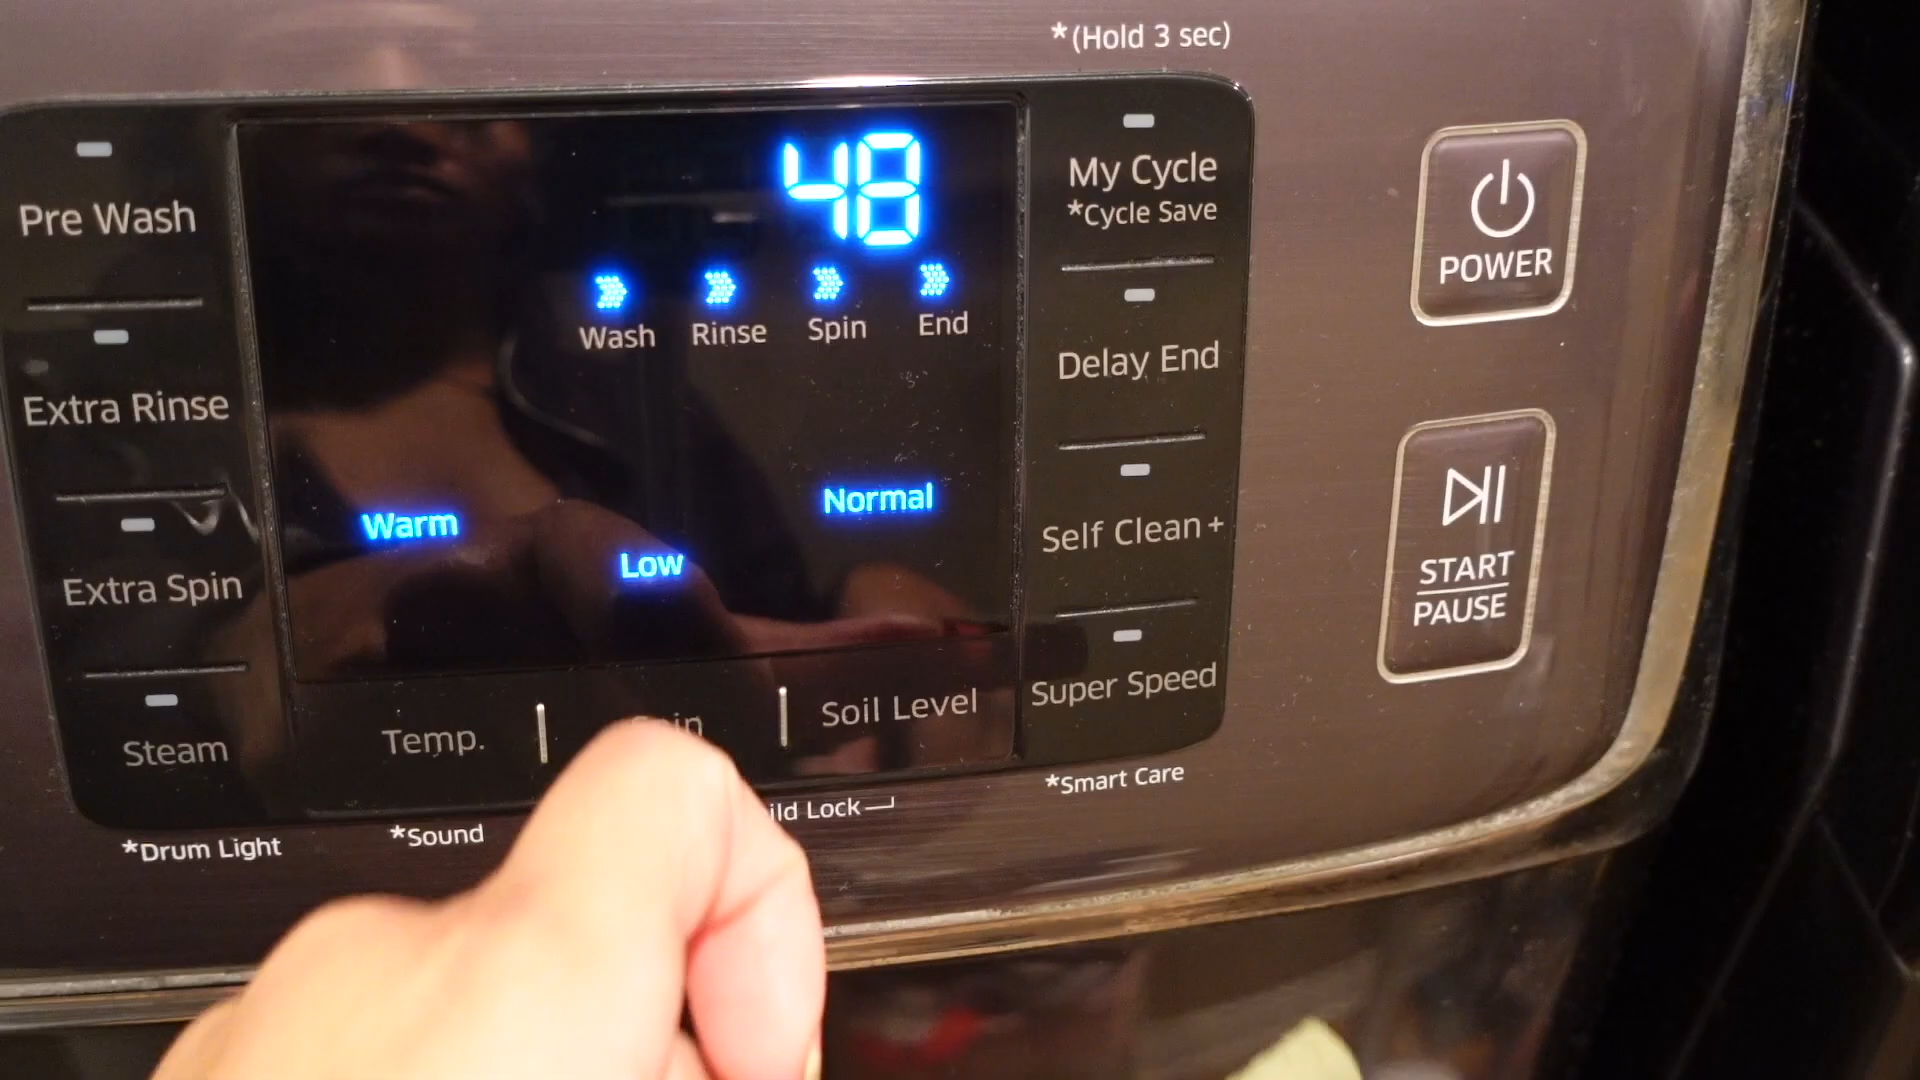 *(Hold 3 sec)
48
Pre Wash
Wash
Rinse
Spin
End
My Cycle
*Cycle Save
POWER
Extra Rinse
Delay End
Warm
Low
Normal
Extra Spin
Self Clean+
START
PAUSE
Steam
Temp.
Soil Level
Super Speed
*Drum Light
*Sound
Lock
*Smart Care